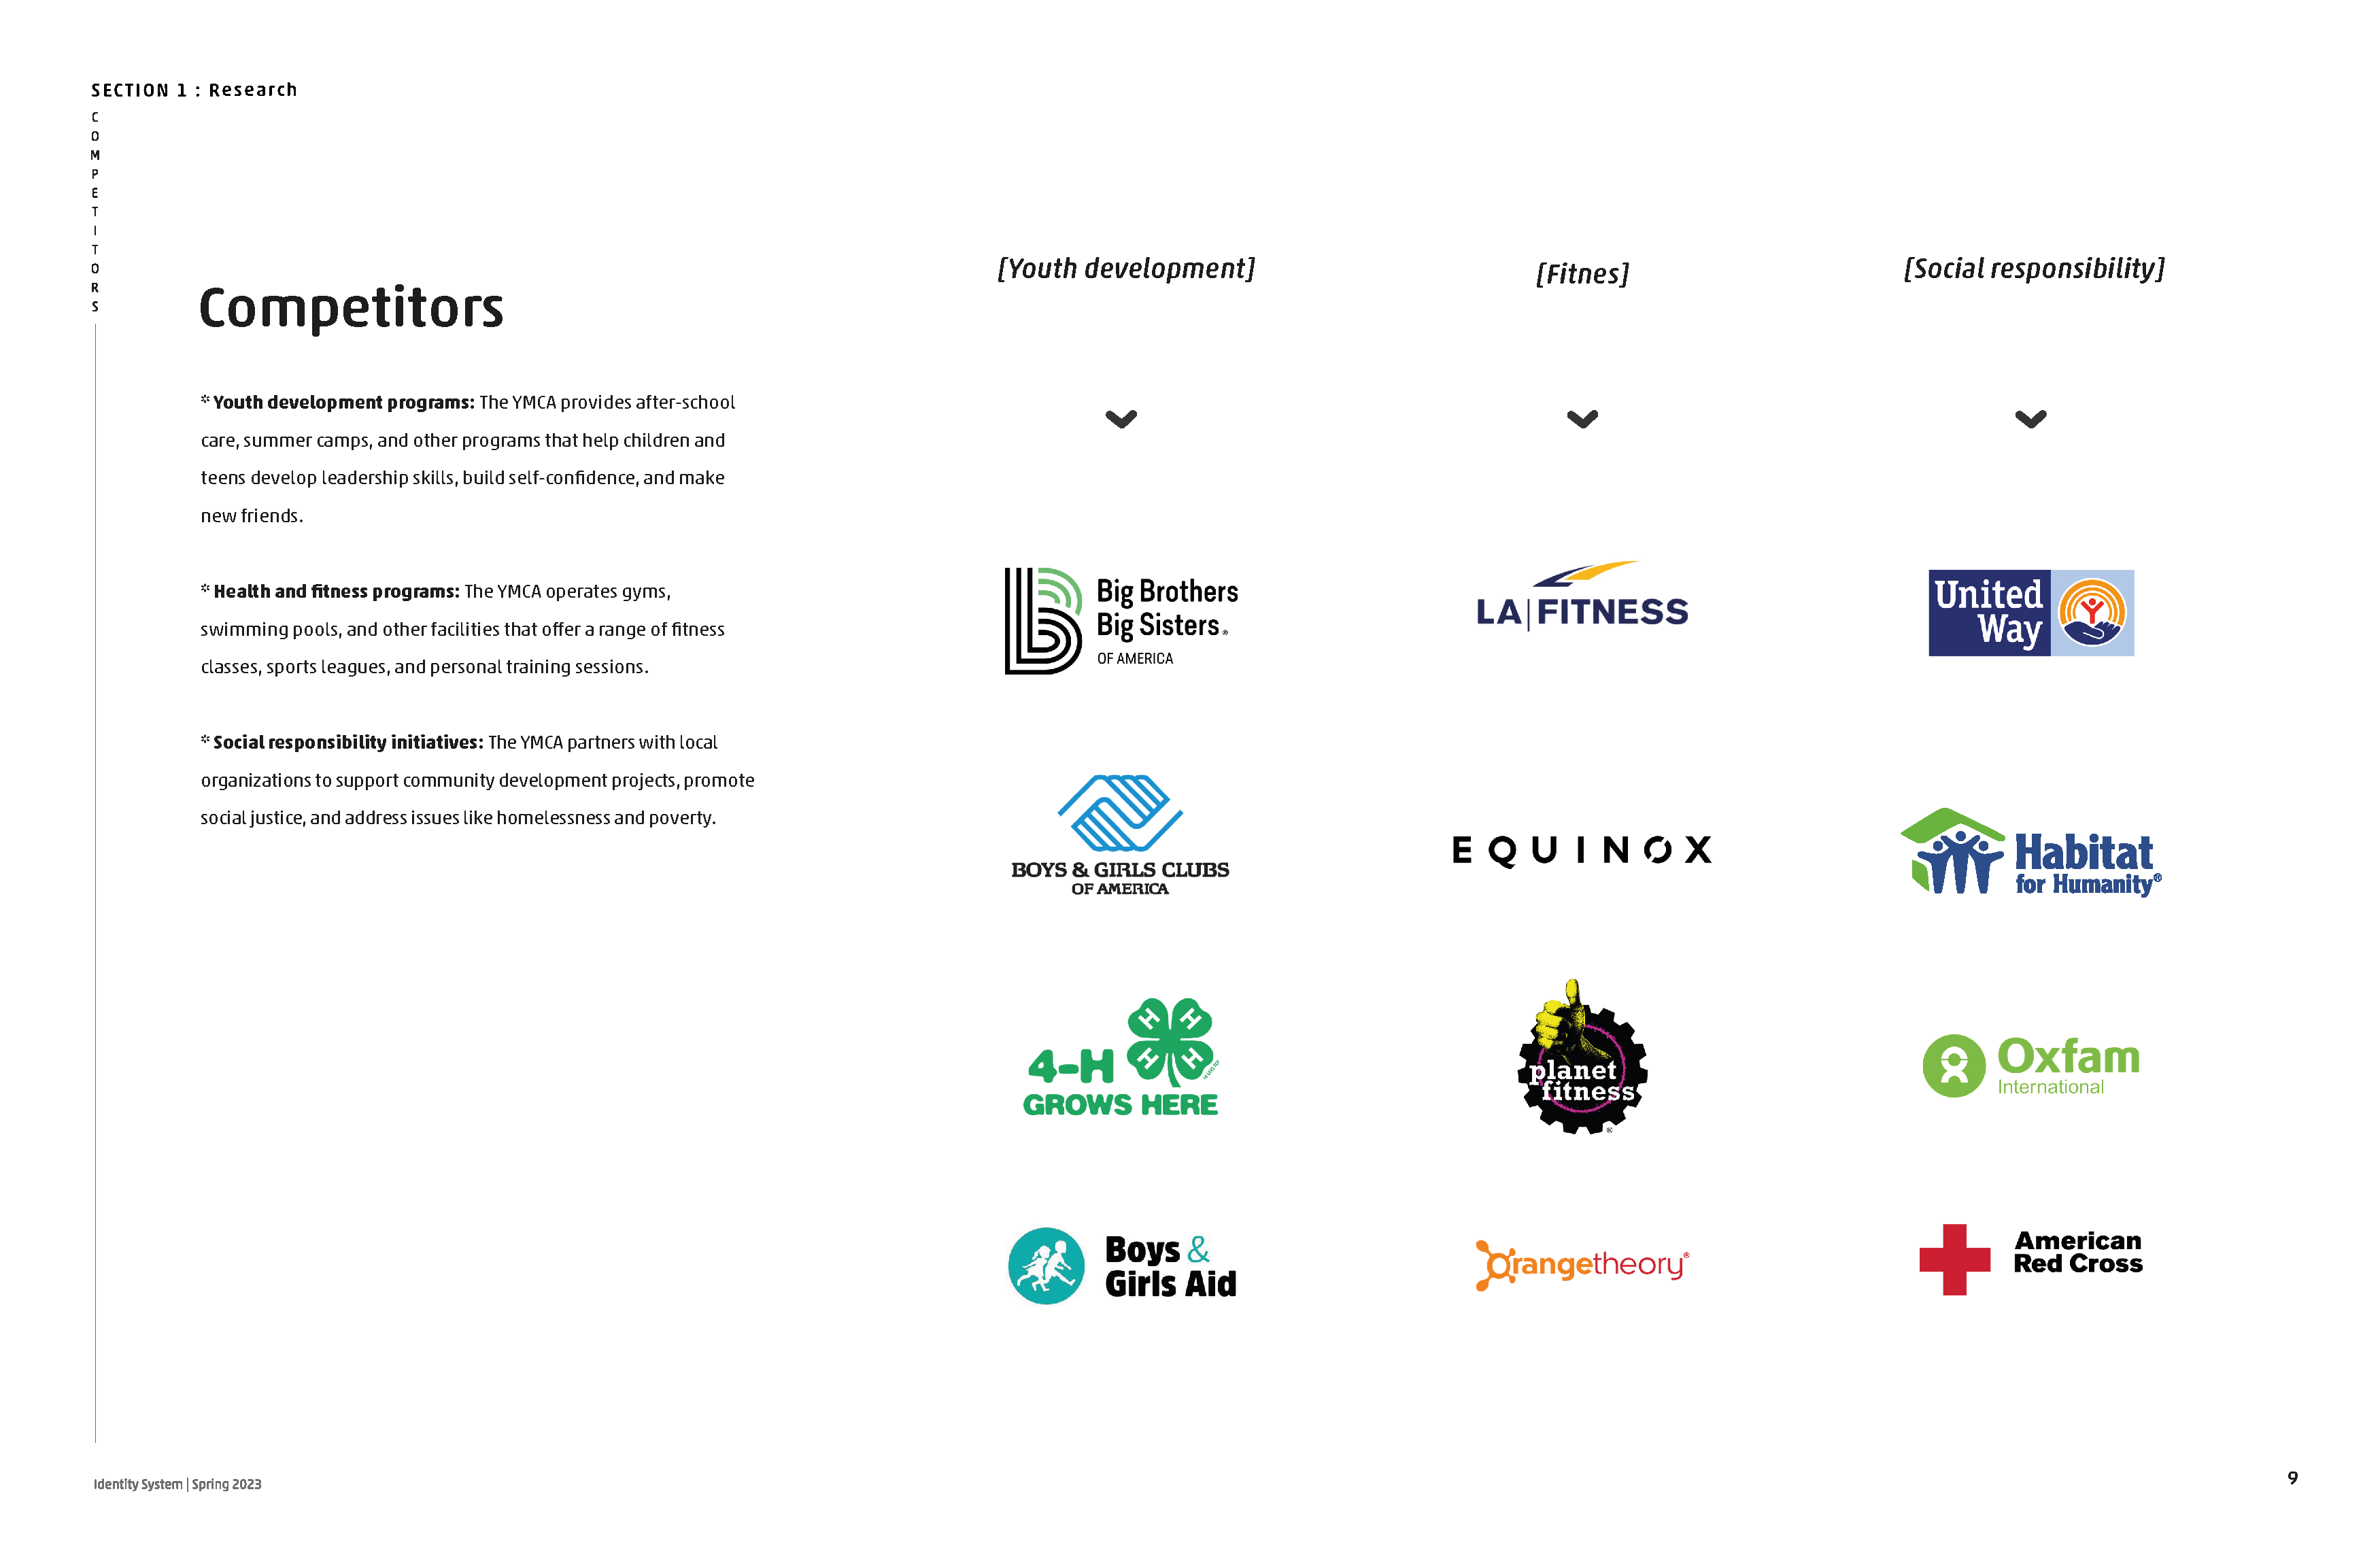 SECTION 1 : Research
C
O
M
P
E
T
I
T
O
R
S
Competitors
* Youth development programs: The YMCA provides after-school
care, summer camps, and other programs that help children and
teens develop leadership skills, build self-confidence, and make
new friends.
* Health and fitness programs: The YMCA operates gyms,
swimming pools, and other facilities that offer a range of fitness
classes, sports leagues, and personal training sessions.
* Social responsibility initiatives: The YMCA partners with local
organizations to support community development projects, promote
social justice, and address issues like homelessness and poverty.
[Youth development]
Big Brothers
Big Sisters®
OF AMERICA
BOYS & GIRLS CLUBS
OF AMERICA
H H
H H
4-H
GROWS HERE
Boys &
Girls Aid
[Fitnes]
LA|FITNESS
EQUINOX
planet
fitness
®
orangetheory®
[Social responsibility]
United
Way
Habitat
for Humanity®
Oxfam
International
American
Red Cross
Identity System | Spring 2023
9